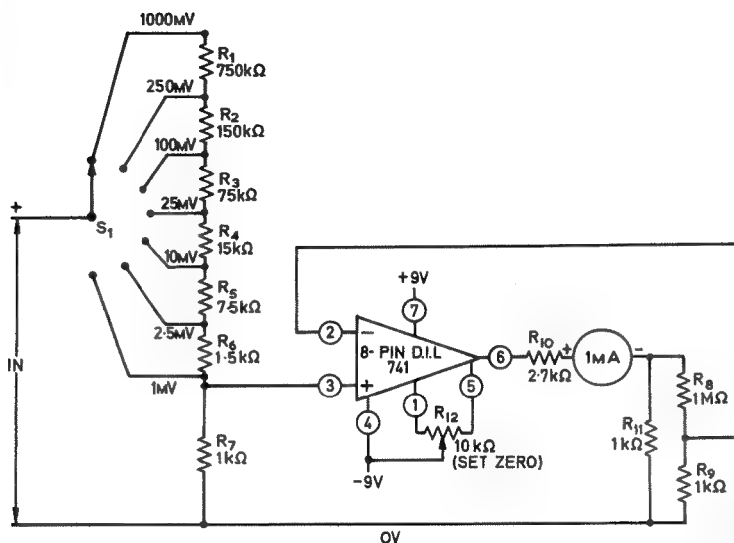 1000mV
R1
750kΩ
250mV
R2
150kΩ
100mV
R3
75kΩ
25mV
R4
15kΩ
10mV
R5
7·5kΩ
2.5mV
R6
1·5kΩ
1mV
R7
1kΩ
+
S1
IN
+9V
7
2
−
8- PIN D.I.L
741
6
3
+
5
1
4
R12
10kΩ
(SET ZERO)
-9V
R10
2·7kΩ
+
1MA
-
R8
1MΩ
R11
1kΩ
R9
1kΩ
0V